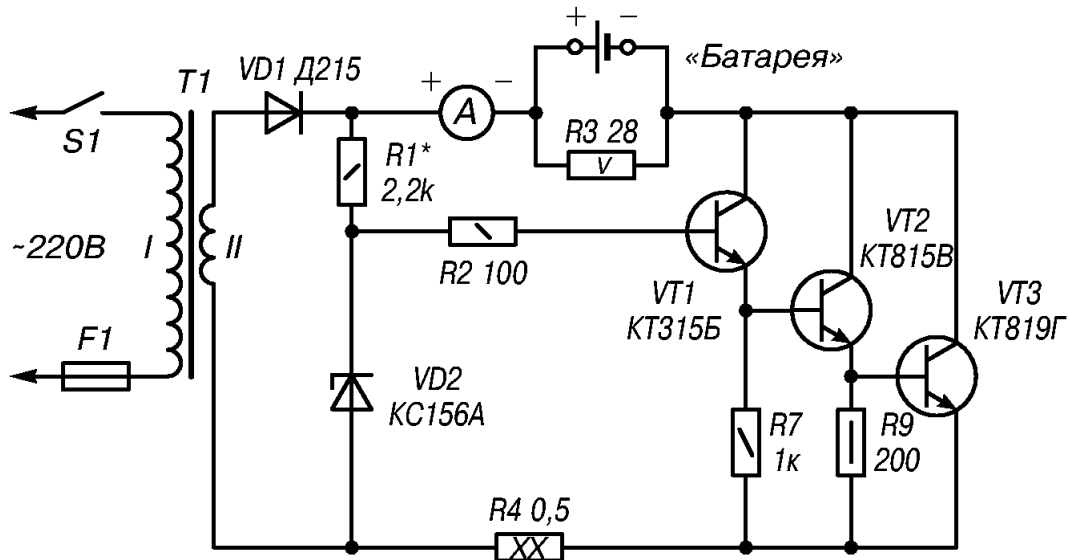 + −
«Батарея»
T1
VD1 Д215
+ −
A
S1
R1*
2,2k
R3 28
V
~220В
I
II
R2 100
VT1
КТ315Б
VT2
КТ815В
VT3
КТ819Г
F1
VD2
КС156А
R7
1к
R9
200
R4 0,5
XX